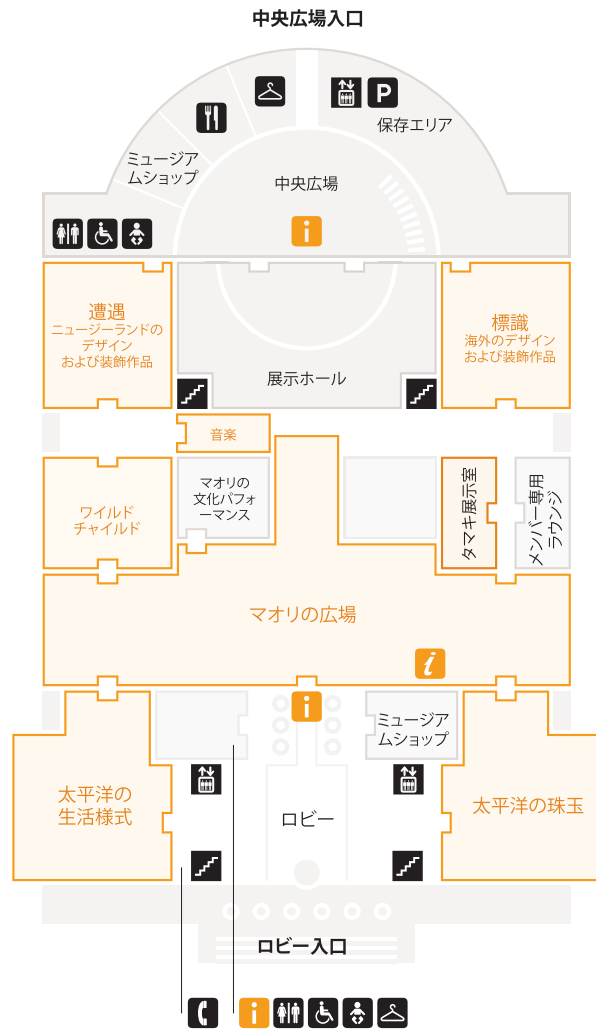 中央広場入口
保存エリア
ミュージア
ムショップ
中央広場
遭遇
ニュージーランドの
デザイン
および装飾作品
標識
海外のデザイン
および装飾作品
展示ホール
音楽
マオリの
文化パフォ
ーマンス
ワイルド
チャイルド
タマキ展示室
メンバー専用
ラウンジ
マオリの広場
ミュージア
ムショップ
太平洋の
生活様式
ロビー
太平洋の珠玉
ロビー入口